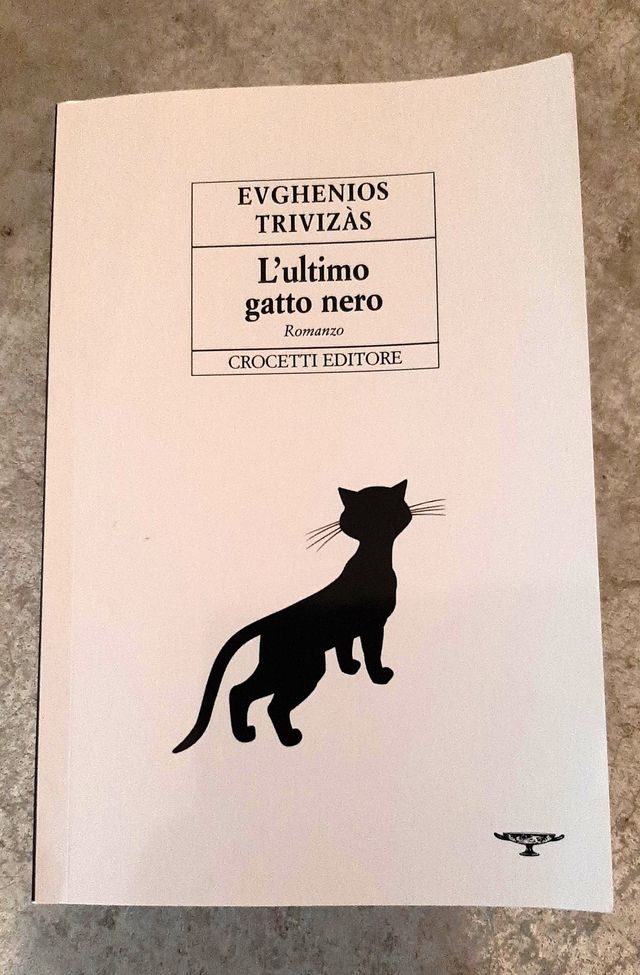 EVGHENIOS
TRIVIZÀS
L'ultimo
gatto nero
Romanzo
CROCETTI EDITORE